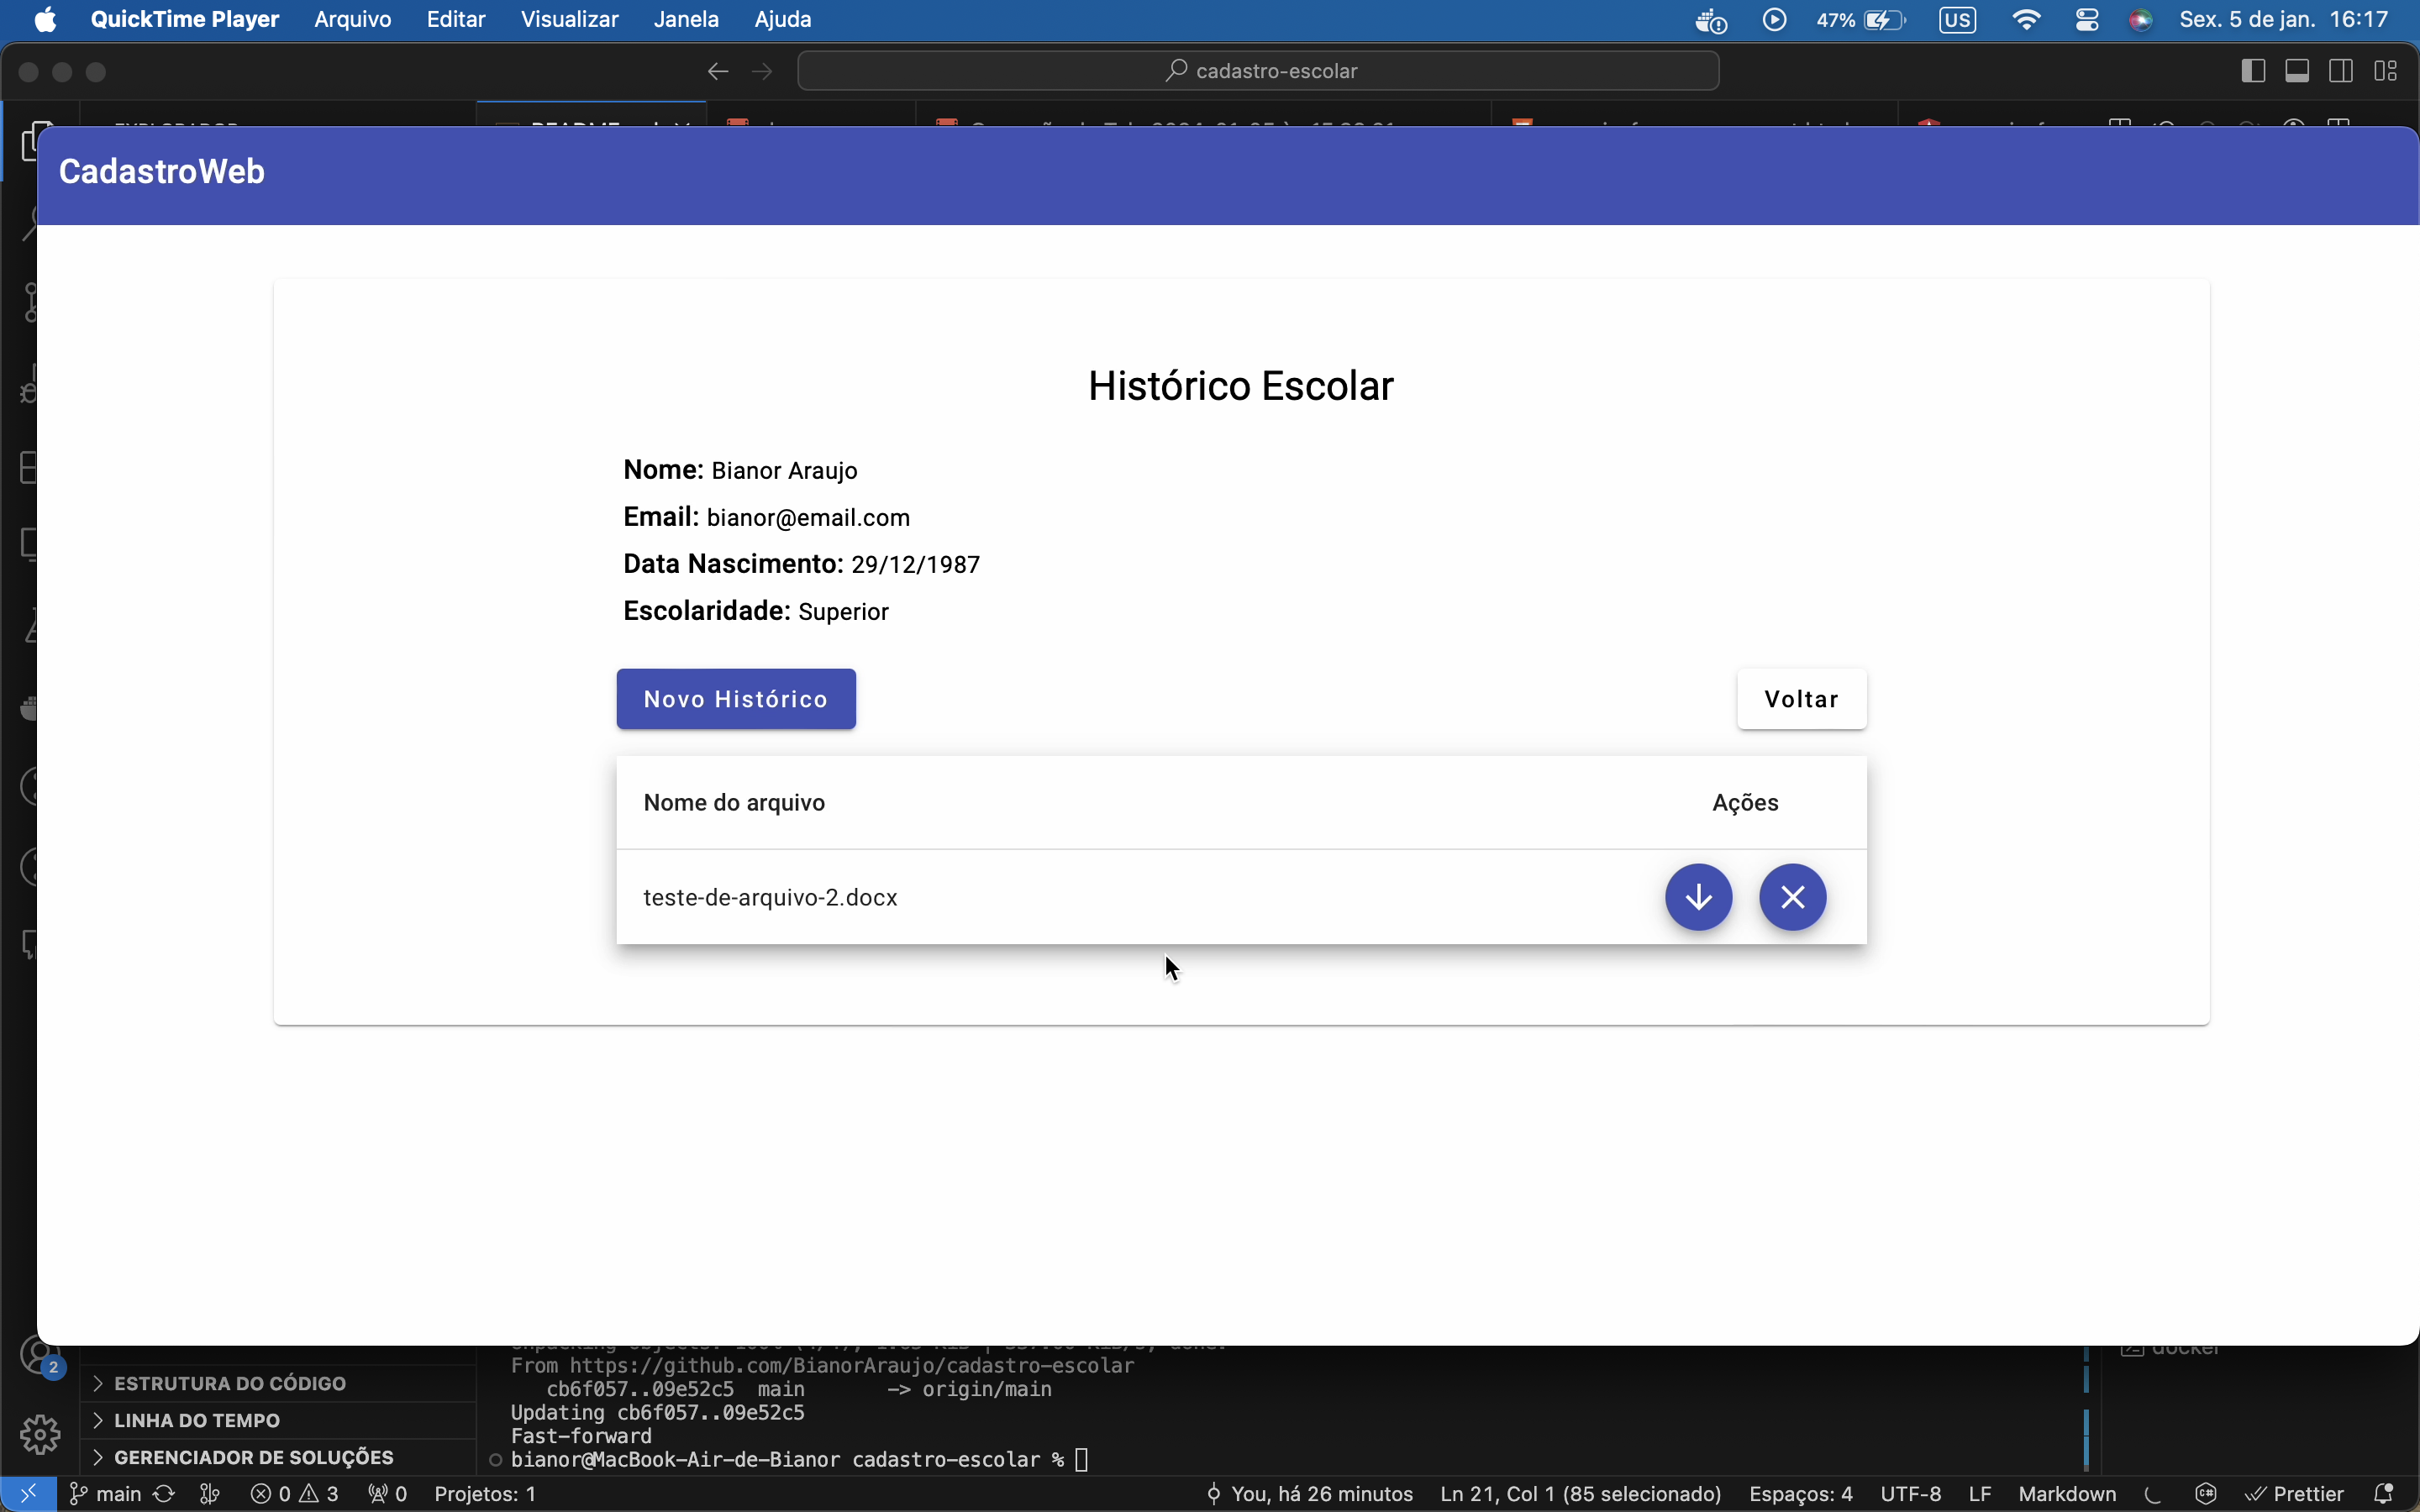 QuickTime Player Arquivo Editar Visualizar Janela Ajuda 47% US Sex. 5 de jan. 16:17
cadastro-escolar
CadastroWeb
Histórico Escolar
Nome: Bianor Araujo
Email: bianor@email.com
Data Nascimento: 29/12/1987
Escolaridade: Superior
Novo Histórico Voltar
Nome do arquivo Ações
teste-de-arquivo-2.docx
2
From https://github.com/BianorAraujo/cadastro-escolar
cb6f057..09e52c5 main -> origin/main
Updating cb6f057..09e52c5
Fast-forward
bianor@MacBook-Air-de-Bianor cadastro-escolar %
docker
ESTRUTURA DO CÓDIGO
LINHA DO TEMPO
GERENCIADOR DE SOLUÇÕES
main 0 3 0 Projetos: 1 You, há 26 minutos Ln 21, Col 1 (85 selecionado) Espaços: 4 UTF-8 LF Markdown Prettier